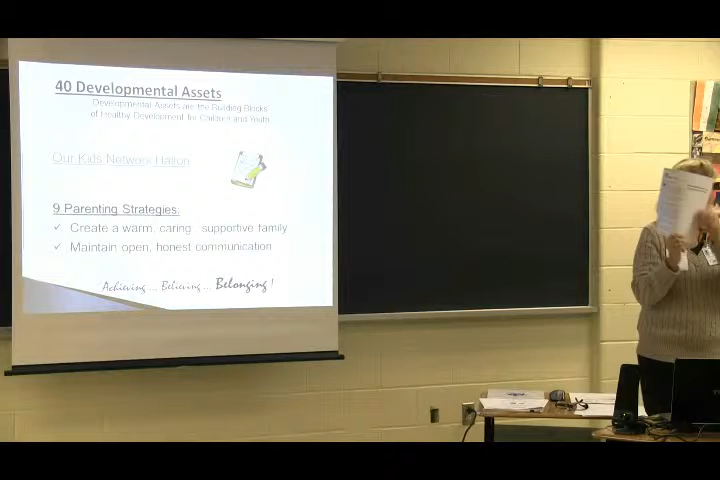 40 Developmental Assets
Developmental Assets are the Building Blocks
of Healthy Development for Children and Youth
Our Kids Network Halton
9 Parenting Strategies:
✓ Create a warm, caring , supportive family
✓ Maintain open, honest communication
Achieving ... Believing ... Belonging !